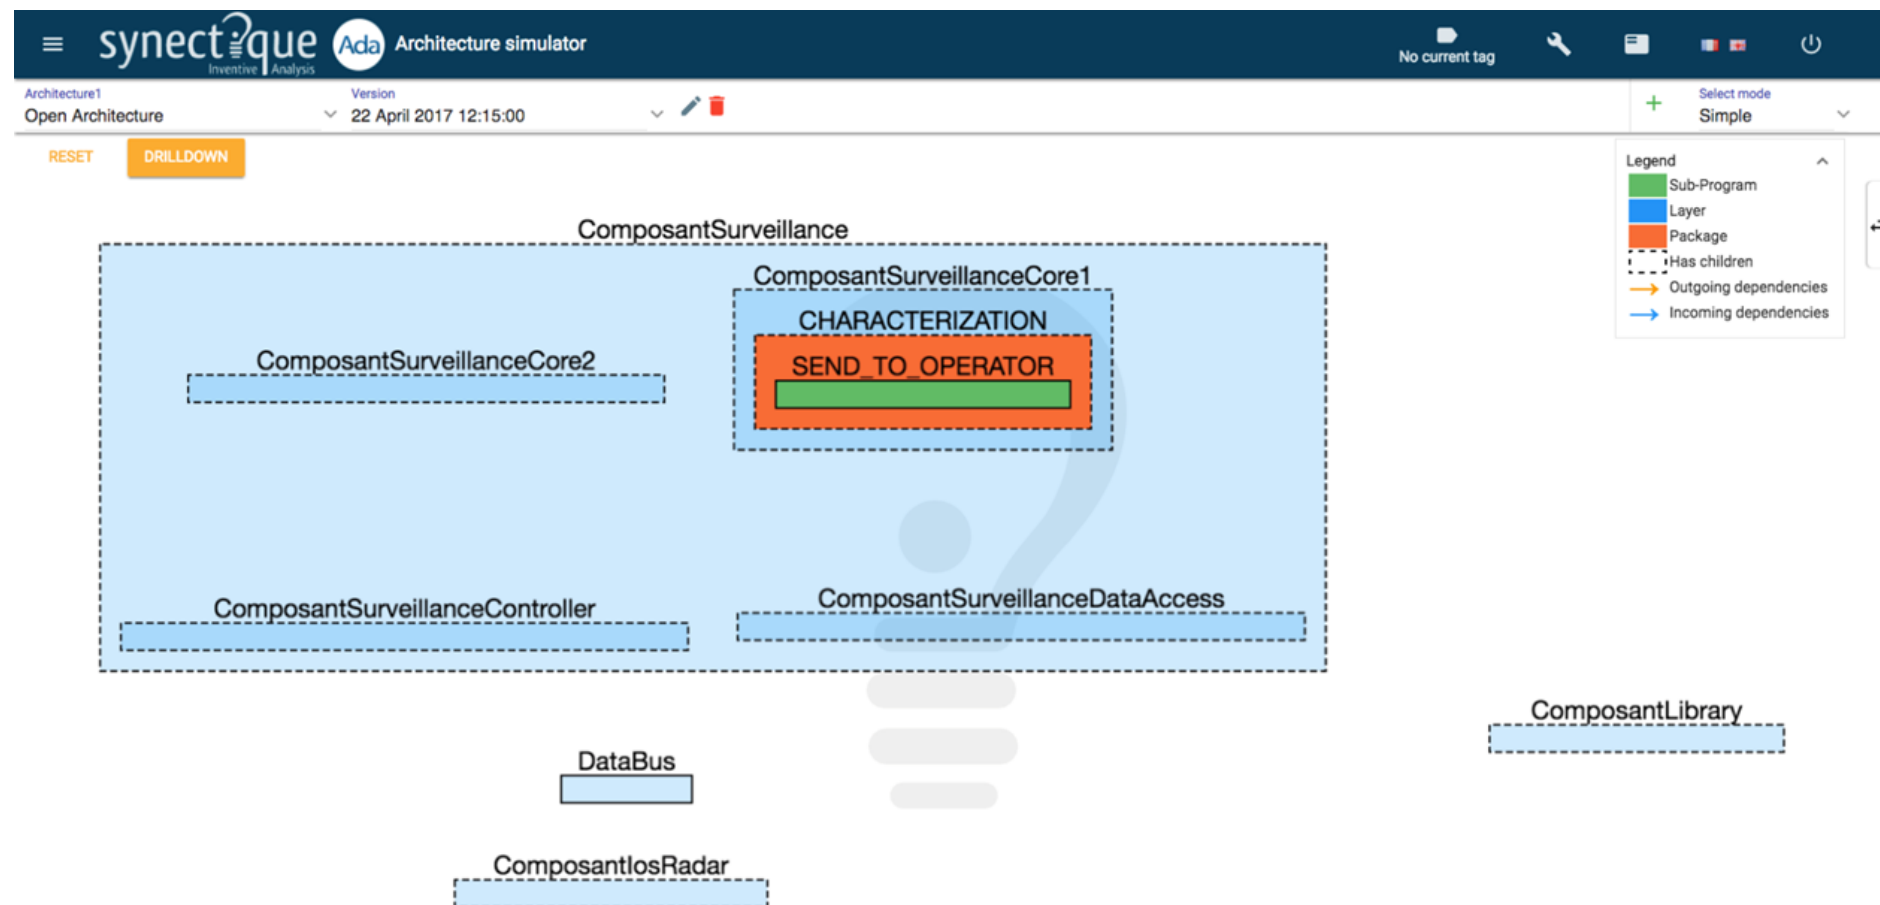 synectique
Inventive Analysis
Ada
Architecture simulator
No current tag
Architecture1
Open Architecture
Version
22 April 2017 12:15:00
Select mode
Simple
RESET
DRILLDOWN
Legend
Sub-Program
Layer
Package
Has children
Outgoing dependencies
Incoming dependencies
ComposantSurveillance
ComposantSurveillanceCore1
CHARACTERIZATION
SEND_TO_OPERATOR
ComposantSurveillanceCore2
ComposantSurveillanceController
ComposantSurveillanceDataAccess
ComposantLibrary
DataBus
ComposantIosRadar